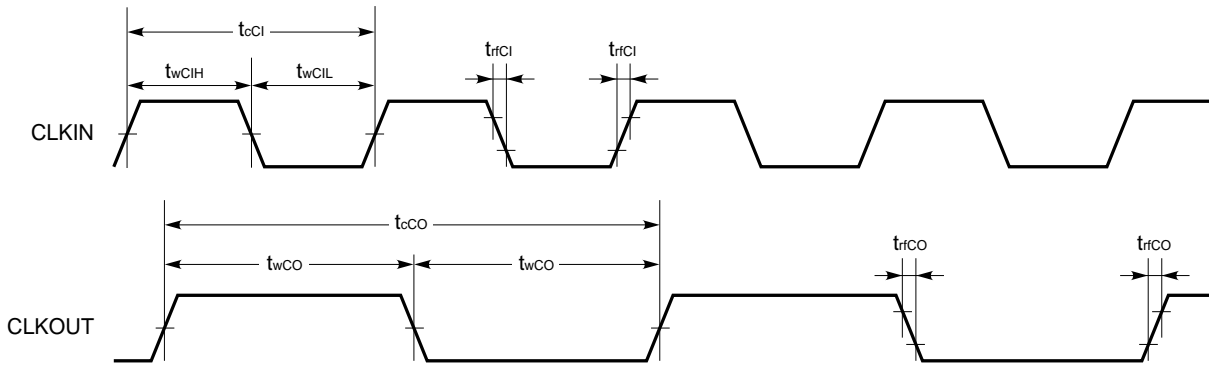 tcCI
twCIH twCIL
trfCI trfCI
CLKIN
tcCO
twCO twCO
trfCO trfCO
CLKOUT